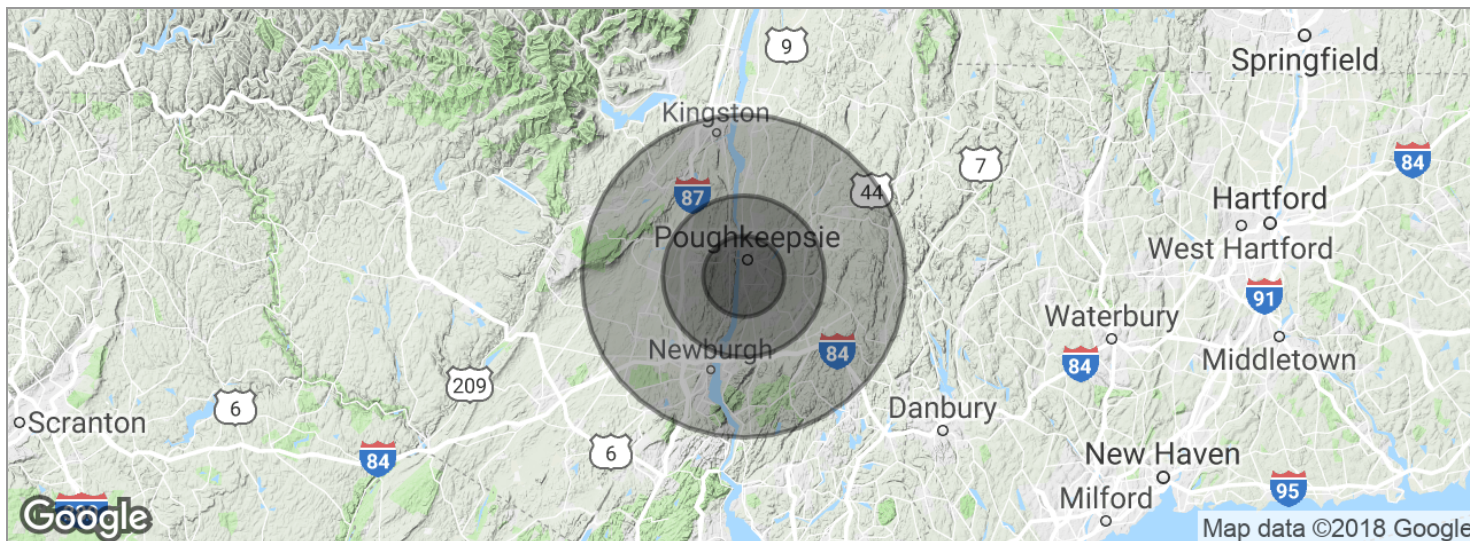 9
Springfield
Kingston
84
7
87
44
Hartford
Poughkeepsie
West Hartford
91
Waterbury
Newburgh
84
Middletown
84
209
6
Danbury
Scranton
6
84
New Haven
Milford
95
Google
Map data ©2018 Google